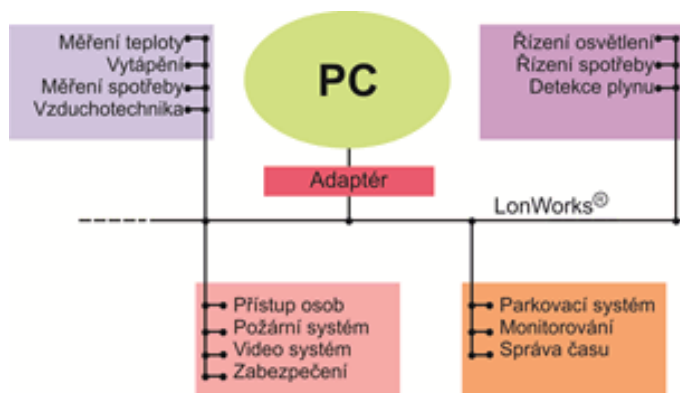 Měření teploty
Vytápění
Měření spotřeby
Vzduchotechnika
PC
Adaptér
Řízení osvětlení
Řízení spotřeby
Detekce plynu
LonWorks®
Přístup osob
Požární systém
Video systém
Zabezpečení
Parkovací systém
Monitorování
Správa času